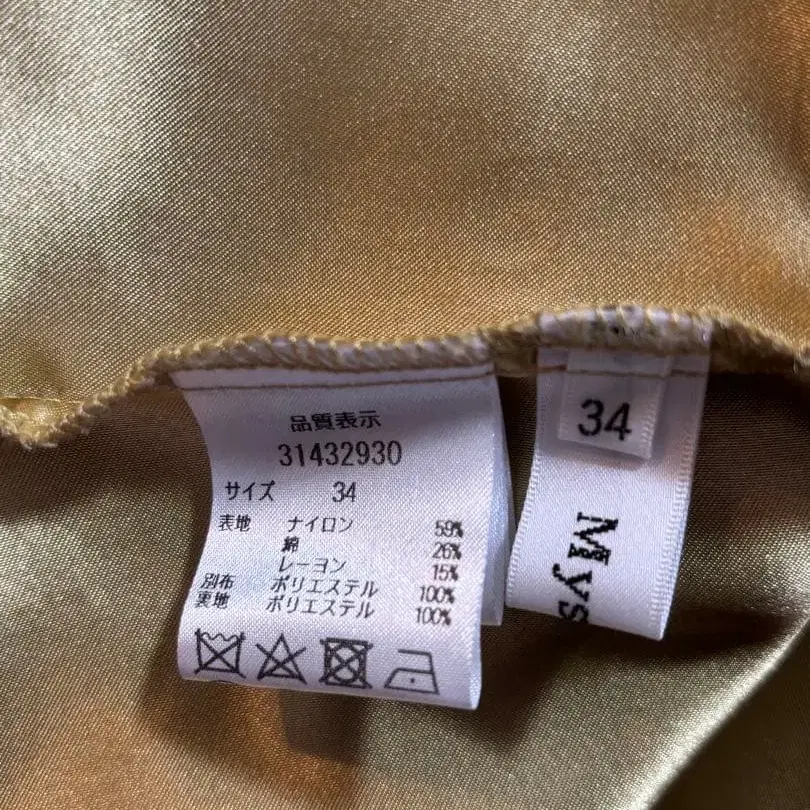 品質表示
31432930
サイズ 34
表地 ナイロン 59%
綿 26%
レーヨン 15%
別布 ポリエステル 100%
裏地 ポリエステル 100%
34
Mys